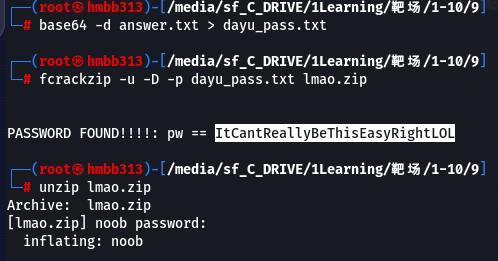 ┌──(root㉿hmbb313)-[/media/sf_C_DRIVE/1Learning/靶场/1-10/9]
└─# base64 -d answer.txt > dayu_pass.txt
┌──(root㉿hmbb313)-[/media/sf_C_DRIVE/1Learning/靶场/1-10/9]
└─# fcrackzip -u -D -p dayu_pass.txt lmao.zip
PASSWORD FOUND!!!!: pw == ItCantReallyBeThisEasyRightLOL
┌──(root㉿hmbb313)-[/media/sf_C_DRIVE/1Learning/靶场/1-10/9]
└─# unzip lmao.zip
Archive:  lmao.zip
[lmao.zip] noob password:
  inflating: noob